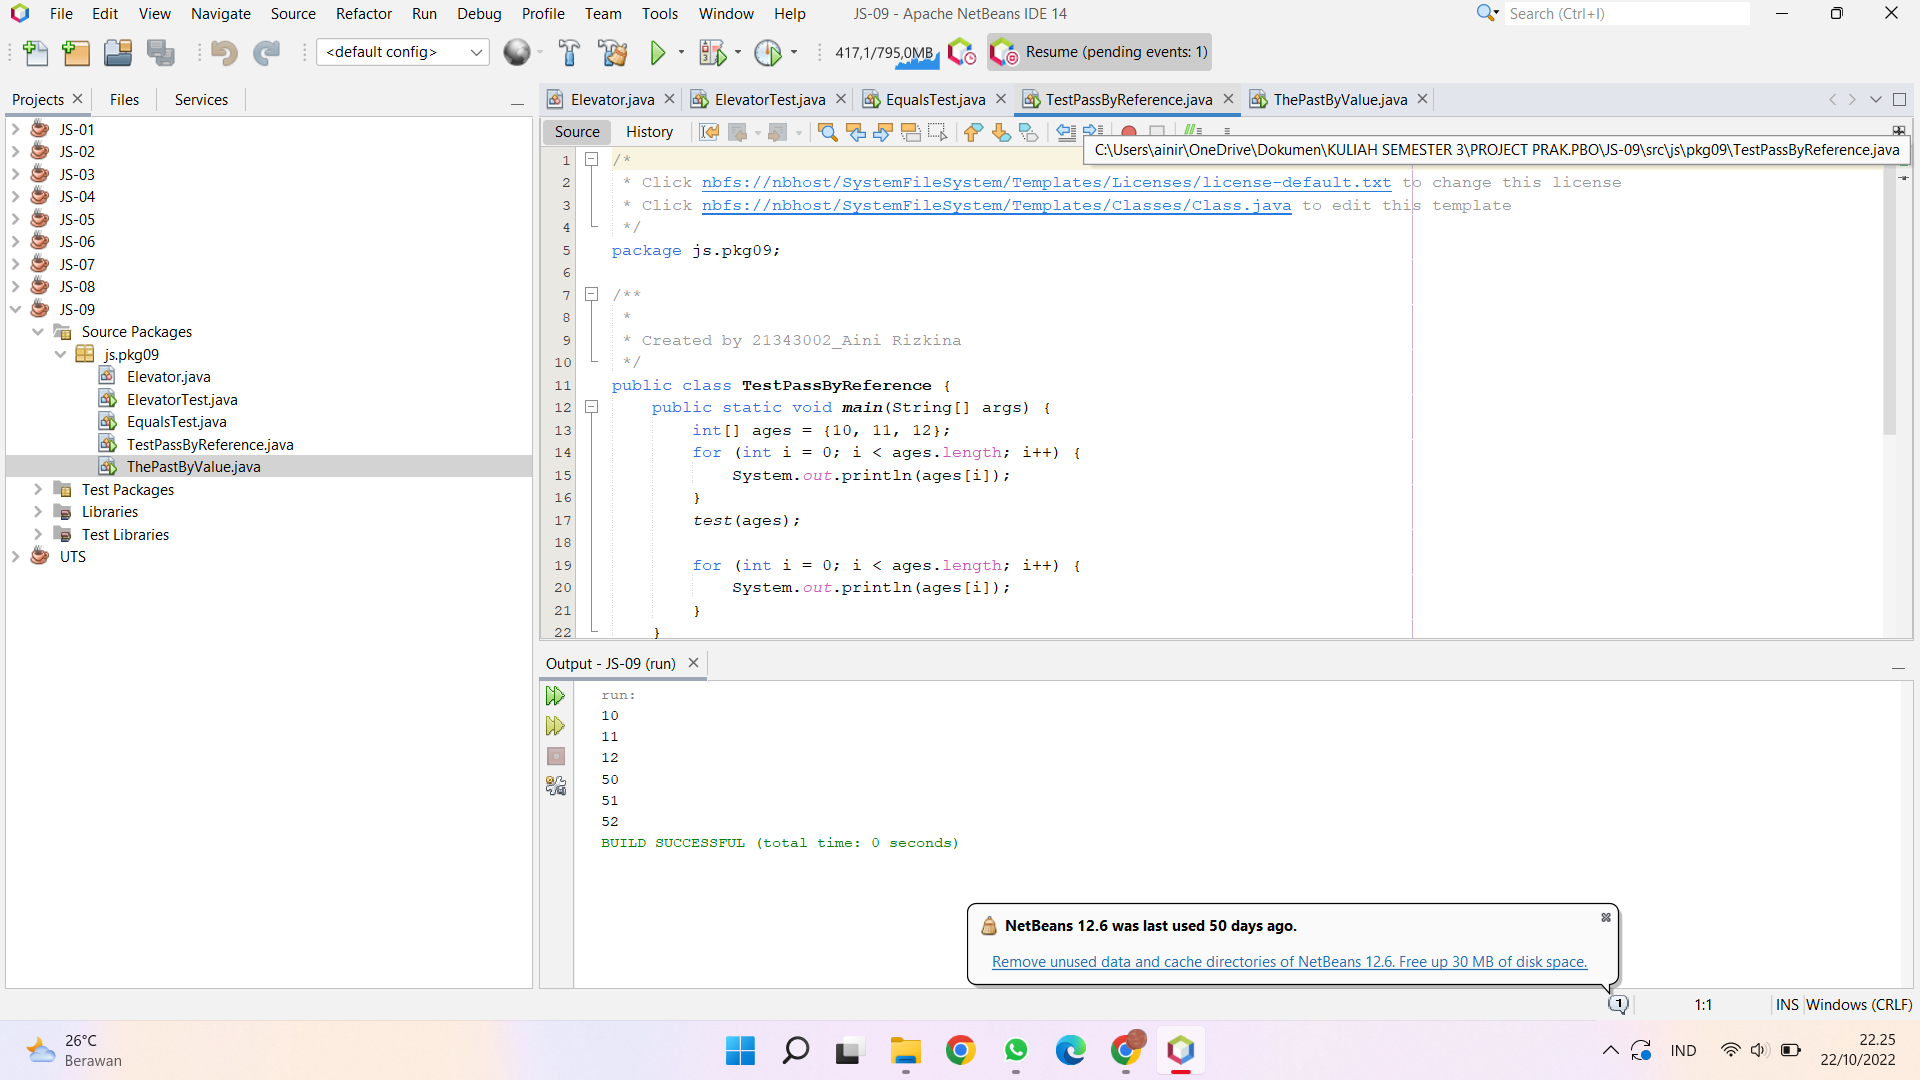 File Edit View Navigate Source Refactor Run Debug Profile Team Tools Window Help
JS-09 - Apache NetBeans IDE 14
Search (Ctrl+I)
<default config>
417,1/795,0MB
Resume (pending events: 1)
Projects Files Services
JS-01
JS-02
JS-03
JS-04
JS-05
JS-06
JS-07
JS-08
JS-09
Source Packages
js.pkg09
Elevator.java
ElevatorTest.java
EqualsTest.java
TestPassByReference.java
ThePastByValue.java
Test Packages
Libraries
Test Libraries
UTS
Elevator.java ElevatorTest.java EqualsTest.java TestPassByReference.java ThePastByValue.java
Source History
C:\Users\ainir\OneDrive\Dokumen\KULIAH SEMESTER 3\PROJECT PRAK.PBO\JS-09\src\js\pkg09\TestPassByReference.java
1 /*
2 * Click nbfs://nbhost/SystemFileSystem/Templates/Licenses/license-default.txt to change this license
3 * Click nbfs://nbhost/SystemFileSystem/Templates/Classes/Class.java to edit this template
4 */
5 package js.pkg09;
6
7 /**
8 *
9 * Created by 21343002_Aini Rizkina
10 */
11 public class TestPassByReference {
12 public static void main(String[] args) {
13 int[] ages = {10, 11, 12};
14 for (int i = 0; i < ages.length; i++) {
15 System.out.println(ages[i]);
16 }
17 test(ages);
18
19 for (int i = 0; i < ages.length; i++) {
20 System.out.println(ages[i]);
21 }
22 }
Output - JS-09 (run)
run:
10
11
12
50
51
52
BUILD SUCCESSFUL (total time: 0 seconds)
NetBeans 12.6 was last used 50 days ago.
Remove unused data and cache directories of NetBeans 12.6. Free up 30 MB of disk space.
1 1:1 INS Windows (CRLF)
26°C
Berawan
IND
22.25
22/10/2022